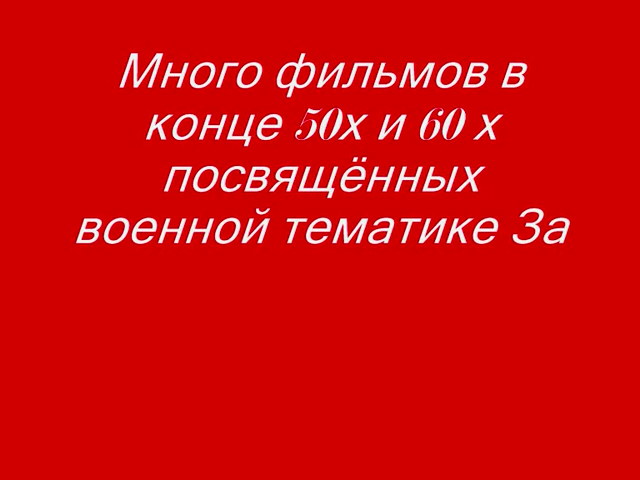 Много фильмов в
конце 50х и 60 х
посвящённых
военной тематике За